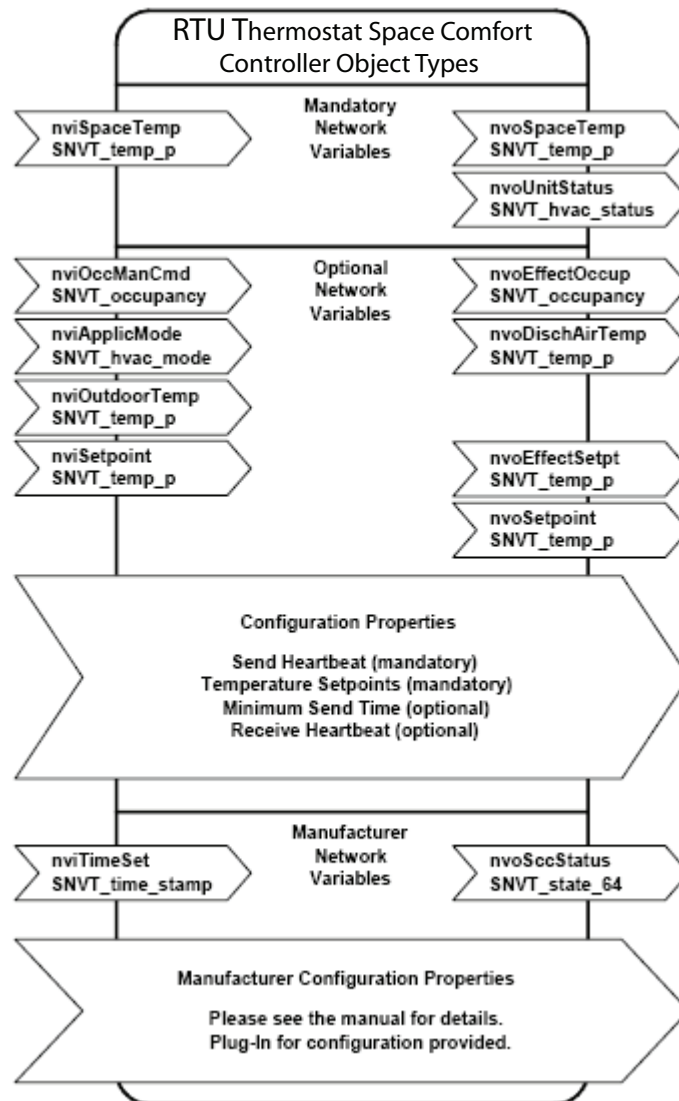 RTU Thermostat Space Comfort
Controller Object Types
Mandatory
Network
Variables
nviSpaceTemp
SNVT_temp_p
nvoSpaceTemp
SNVT_temp_p
nvoUnitStatus
SNVT_hvac_status
Optional
Network
Variables
nviOccManCmd
SNVT_occupancy
nvoEffectOccup
SNVT_occupancy
nviApplicMode
SNVT_hvac_mode
nvoDischAirTemp
SNVT_temp_p
nviOutdoorTemp
SNVT_temp_p
nviSetpoint
SNVT_temp_p
nvoEffectSetpt
SNVT_temp_p
nvoSetpoint
SNVT_temp_p
Configuration Properties
Send Heartbeat (mandatory)
Temperature Setpoints (mandatory)
Minimum Send Time (optional)
Receive Heartbeat (optional)
Manufacturer
Network
Variables
nviTimeSet
SNVT_time_stamp
nvoSccStatus
SNVT_state_64
Manufacturer Configuration Properties
Please see the manual for details.
Plug-In for configuration provided.